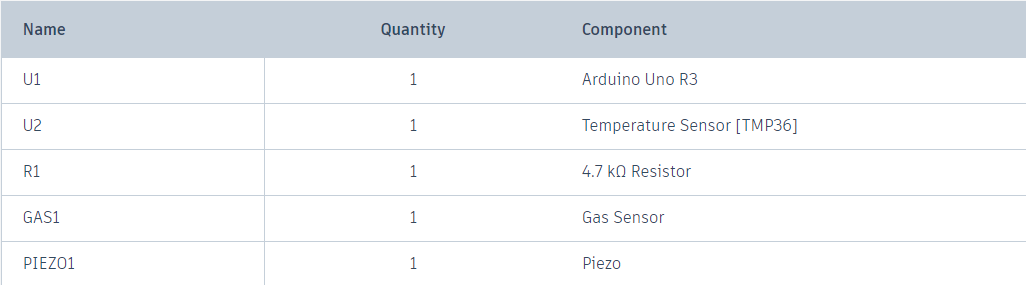 Name Quantity Component
U1 1 Arduino Uno R3
U2 1 Temperature Sensor [TMP36]
R1 1 4.7 kΩ Resistor
GAS1 1 Gas Sensor
PIEZO1 1 Piezo